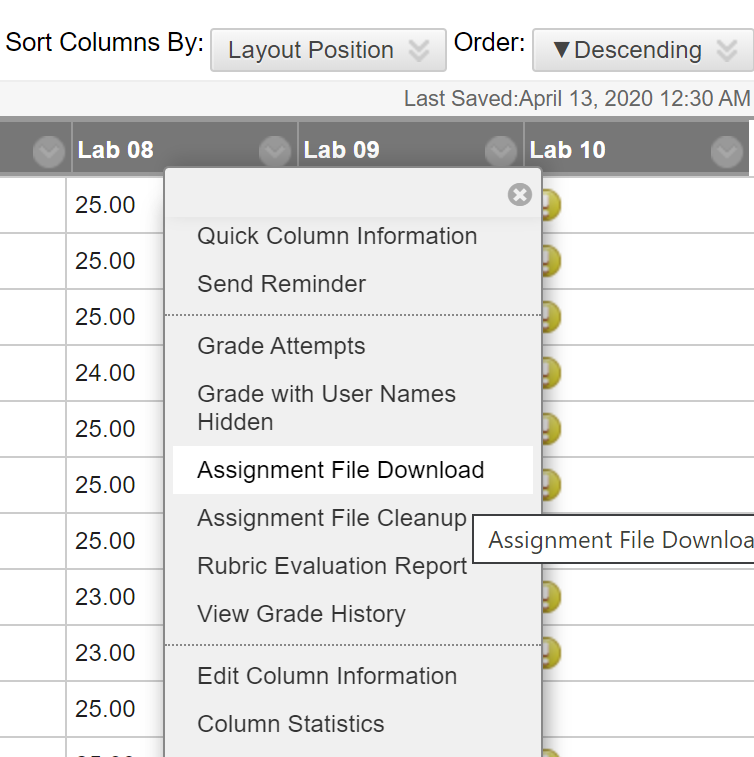 Sort Columns By: Layout Position Order: ▼Descending
Last Saved:April 13, 2020 12:30 AM
Lab 08 Lab 09 Lab 10
25.00
Quick Column Information
25.00
Send Reminder
25.00
Grade Attempts
24.00
Grade with User Names
Hidden
25.00
Assignment File Download
25.00
Assignment File Cleanup
25.00
Assignment File Downloa
Rubric Evaluation Report
23.00
View Grade History
23.00
Edit Column Information
25.00
Column Statistics